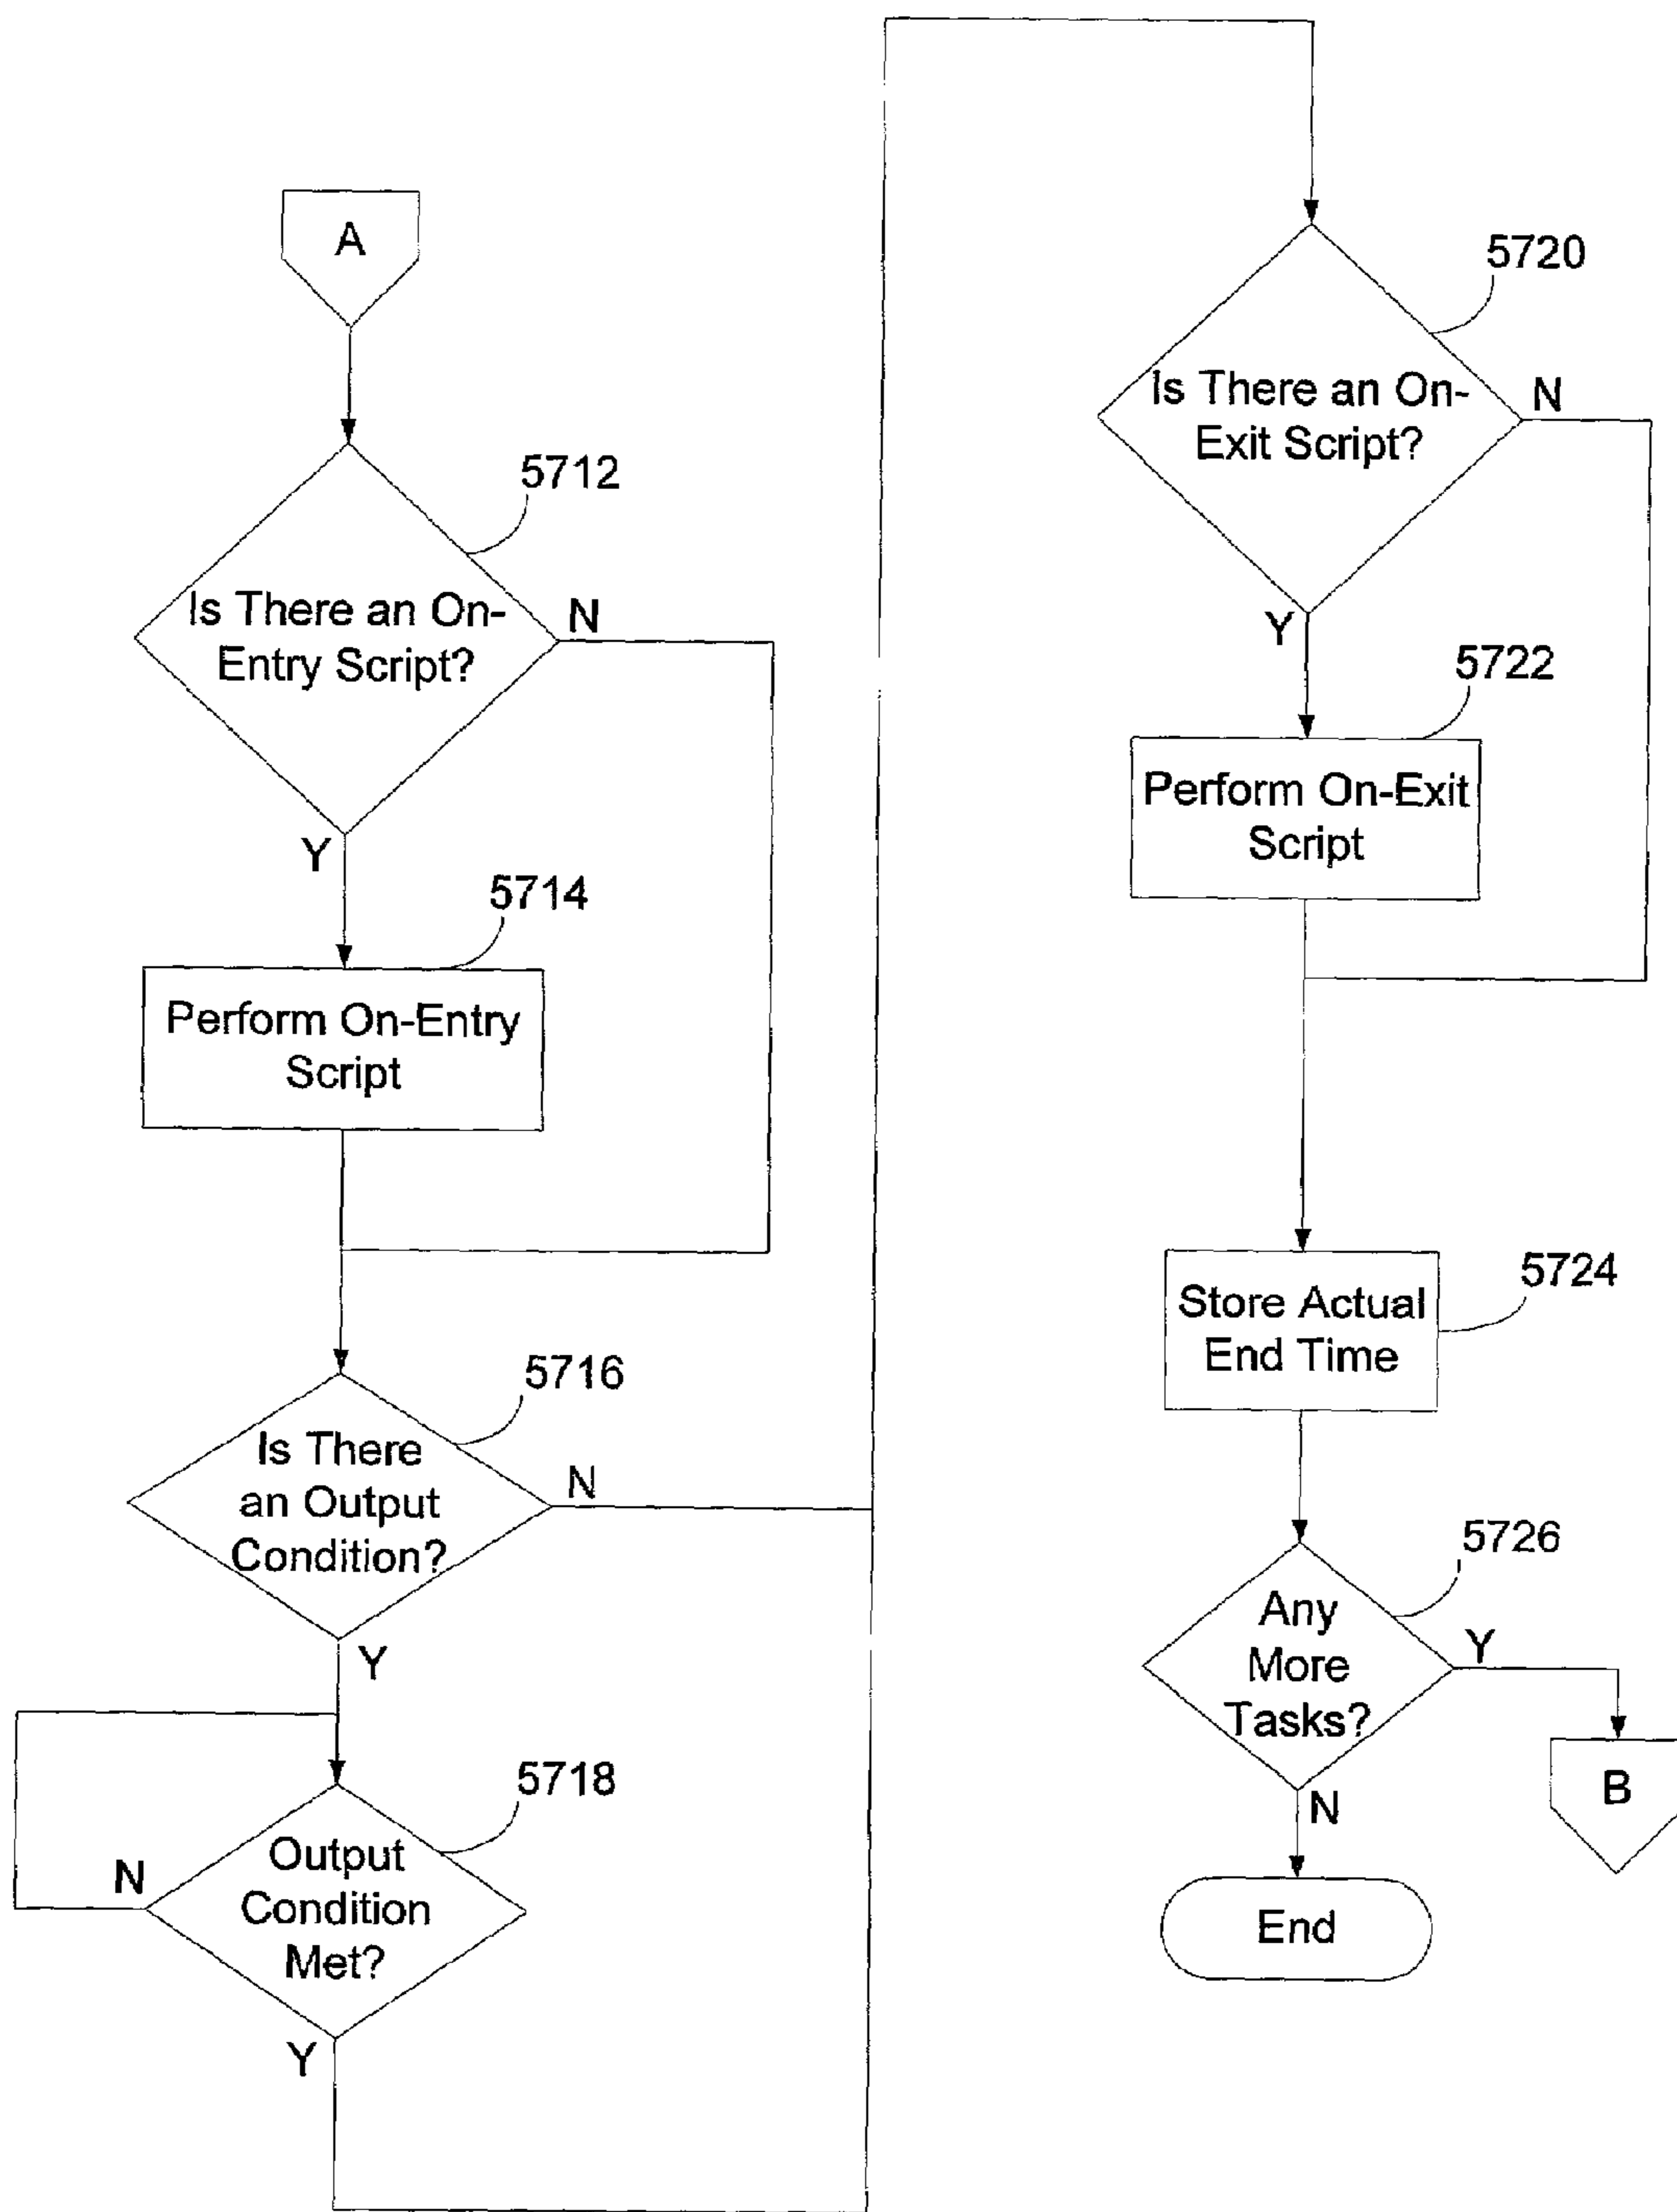 A
5712
Is There an On-
Entry Script?
N
Y
5714
Perform On-Entry
Script
5716
Is There
an Output
Condition?
N
Y
5718
Output
Condition
Met?
N
Y
5720
Is There an On-
Exit Script?
N
Y
5722
Perform On-Exit
Script
5724
Store Actual
End Time
5726
Any
More
Tasks?
Y
B
N
End